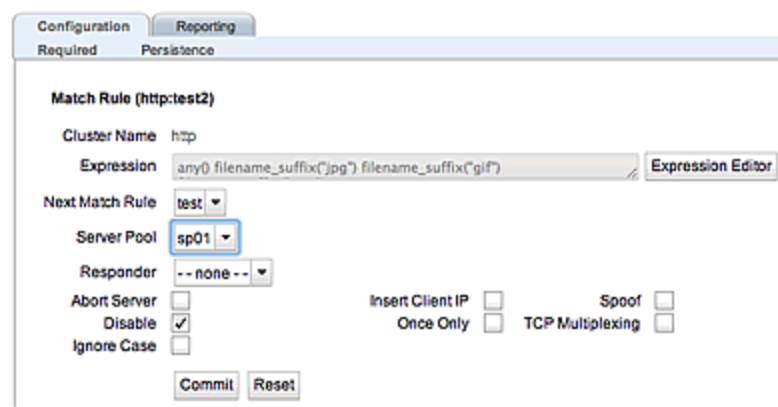 Configuration Reporting
Required Persistence
Match Rule (http:test2)
Cluster Name http
Expression any() filename_suffix("jpg") filename_suffix("gif") Expression Editor
Next Match Rule test
Server Pool sp01
Responder -- none --
Abort Server Insert Client IP Spoof
Disable Once Only TCP Multiplexing
Ignore Case
Commit Reset